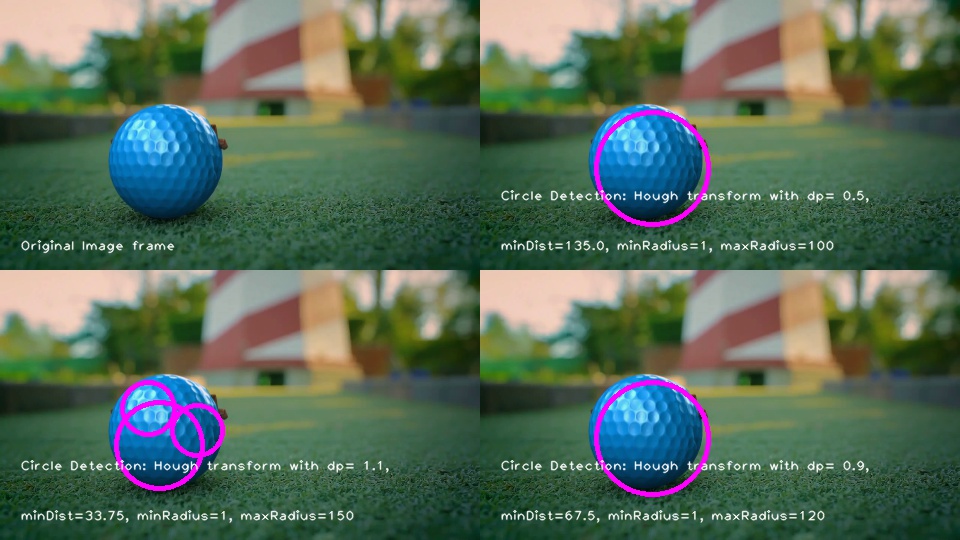 Original Image frame
Circle Detection: Hough transform with dp= 0.5,
minDist=135.0, minRadius=1, maxRadius=100
Circle Detection: Hough transform with dp= 1.1,
minDist=33.75, minRadius=1, maxRadius=150
Circle Detection: Hough transform with dp= 0.9,
minDist=67.5, minRadius=1, maxRadius=120